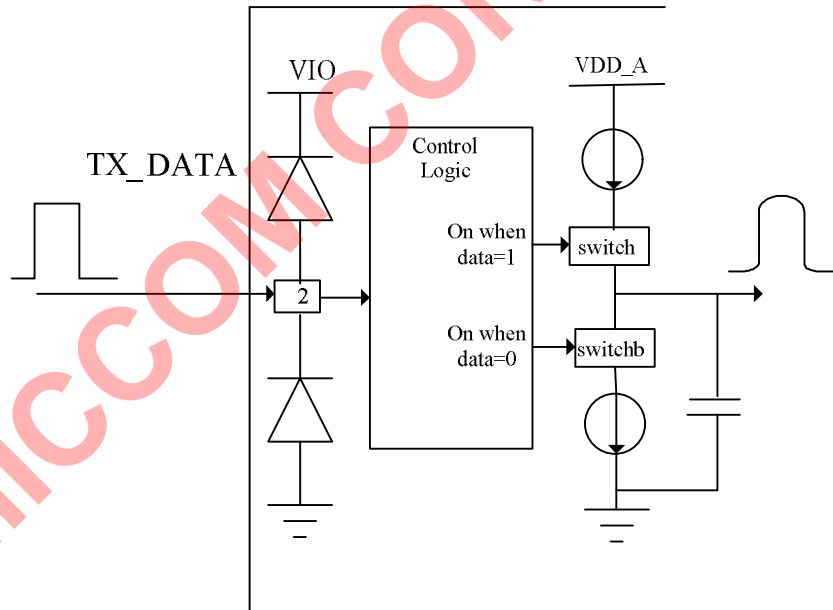 VIO
VDD_A
TX_DATA
Control
Logic
On when
data=1
switch
2
On when
data=0
switchb